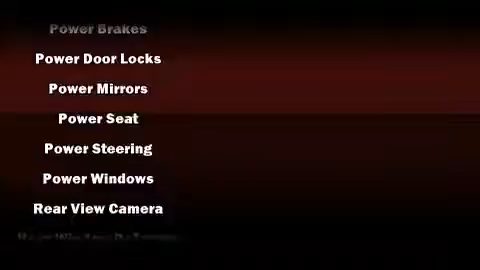 Power Brakes
Power Door Locks
Power Mirrors
Power Seat
Power Steering
Power Windows
Rear View Camera